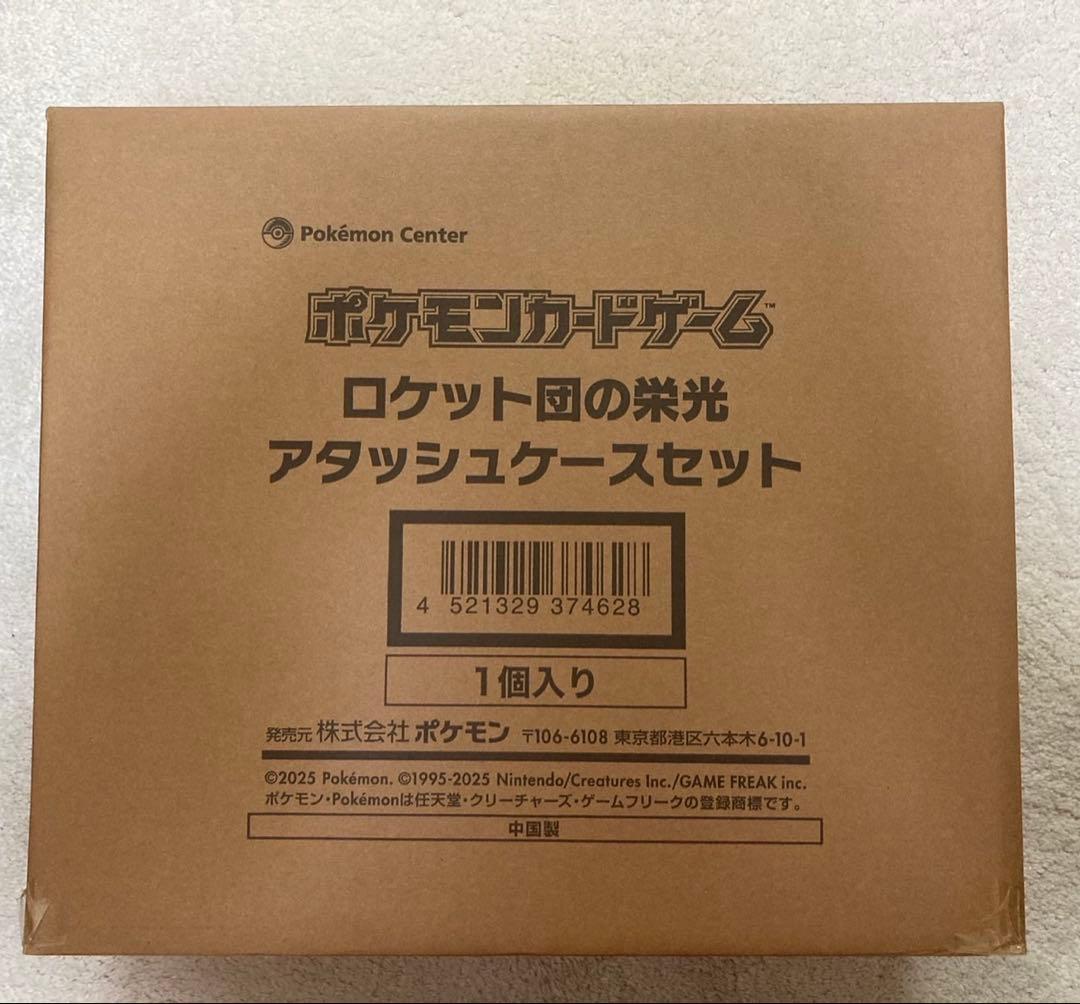 Pokémon Center
ポケモンカードゲーム™
ロケット団の栄光
アタッシュケースセット
4 521329 374628
1個入り
発売元 株式会社 ポケモン 〒106-6108 東京都港区六本木6-10-1
©2025 Pokémon. ©1995-2025 Nintendo/Creatures Inc./GAME FREAK inc.
ポケモン・Pokémonは任天堂・クリーチャーズ・ゲームフリークの登録商標です。
中国製